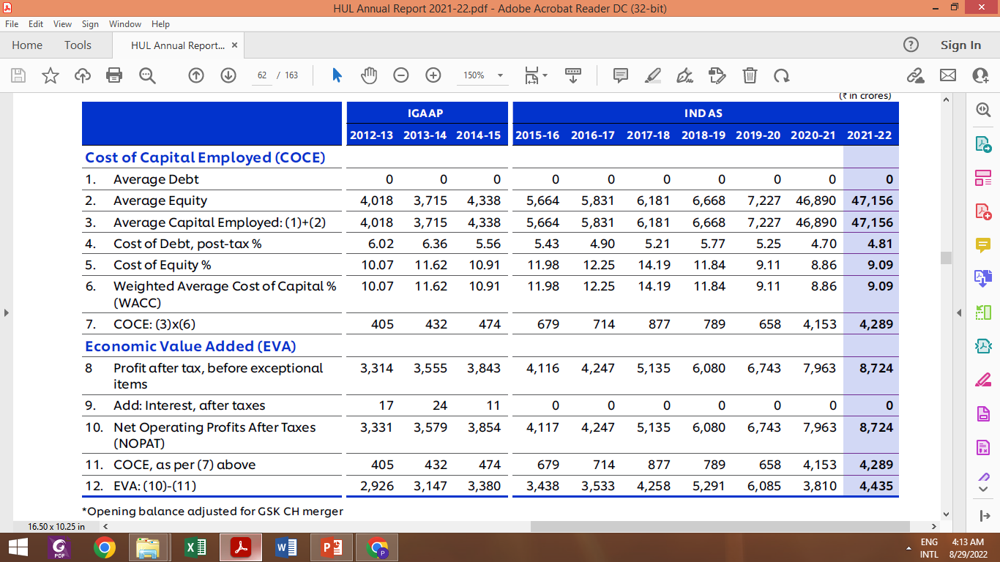 HUL Annual Report 2021-22.pdf - Adobe Acrobat Reader DC (32-bit)
File Edit View Sign Window Help
Home Tools HUL Annual Report... × Sign In
62 / 163 150%
(₹ in crores)
IGAAP IND AS
2012-13 2013-14 2014-15 2015-16 2016-17 2017-18 2018-19 2019-20 2020-21 2021-22
Cost of Capital Employed (COCE)
1. Average Debt 0 0 0 0 0 0 0 0 0 0
2. Average Equity 4,018 3,715 4,338 5,664 5,831 6,181 6,668 7,227 46,890 47,156
3. Average Capital Employed: (1)+(2) 4,018 3,715 4,338 5,664 5,831 6,181 6,668 7,227 46,890 47,156
4. Cost of Debt, post-tax % 6.02 6.36 5.56 5.43 4.90 5.21 5.77 5.25 4.70 4.81
5. Cost of Equity % 10.07 11.62 10.91 11.98 12.25 14.19 11.84 9.11 8.86 9.09
6. Weighted Average Cost of Capital % 10.07 11.62 10.91 11.98 12.25 14.19 11.84 9.11 8.86 9.09
(WACC)
7. COCE: (3)x(6) 405 432 474 679 714 877 789 658 4,153 4,289
Economic Value Added (EVA)
8 Profit after tax, before exceptional 3,314 3,555 3,843 4,116 4,247 5,135 6,080 6,743 7,963 8,724
items
9. Add: Interest, after taxes 17 24 11 0 0 0 0 0 0 0
10. Net Operating Profits After Taxes 3,331 3,579 3,854 4,117 4,247 5,135 6,080 6,743 7,963 8,724
(NOPAT)
11. COCE, as per (7) above 405 432 474 679 714 877 789 658 4,153 4,289
12. EVA: (10)-(11) 2,926 3,147 3,380 3,438 3,533 4,258 5,291 6,085 3,810 4,435
*Opening balance adjusted for GSK CH merger
16.50 x 10.25 in
ENG 4:13 AM
INTL 8/29/2022